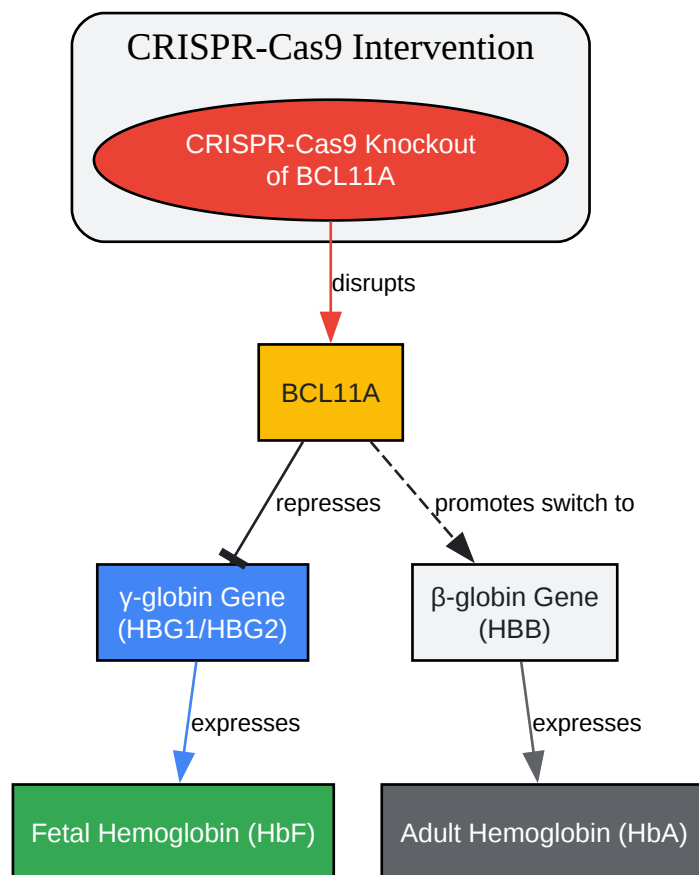 CRISPR-Cas9 Intervention
CRISPR-Cas9 Knockout
of BCL11A
disrupts
BCL11A
represses
promotes switch to
γ-globin Gene
(HBG1/HBG2)
β-globin Gene
(HBB)
expresses
expresses
Fetal Hemoglobin (HbF)
Adult Hemoglobin (HbA)